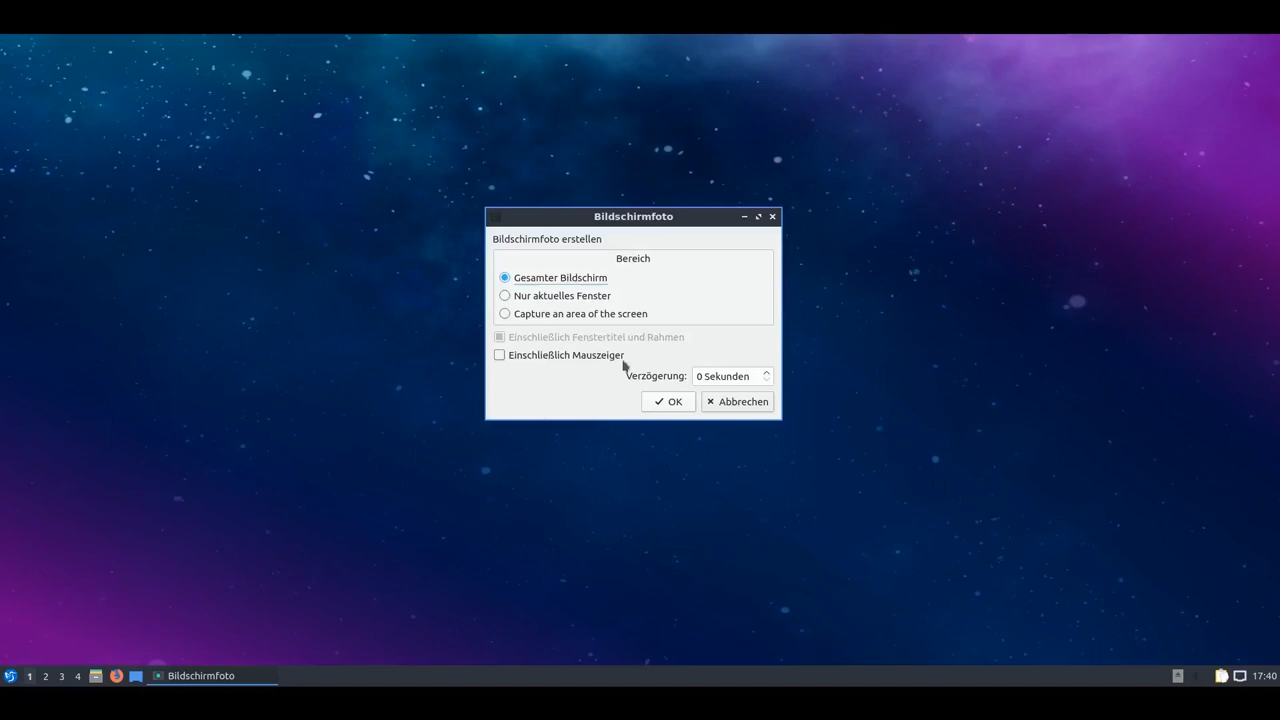 Bildschirmfoto
Bildschirmfoto erstellen
Bereich
Gesamter Bildschirm
Nur aktuelles Fenster
Capture an area of the screen
Einschließlich Fenstertitel und Rahmen
Einschließlich Mauszeiger
Verzögerung: 0 Sekunden
OK Abbrechen
1 2 3 4 Bildschirmfoto 17:40